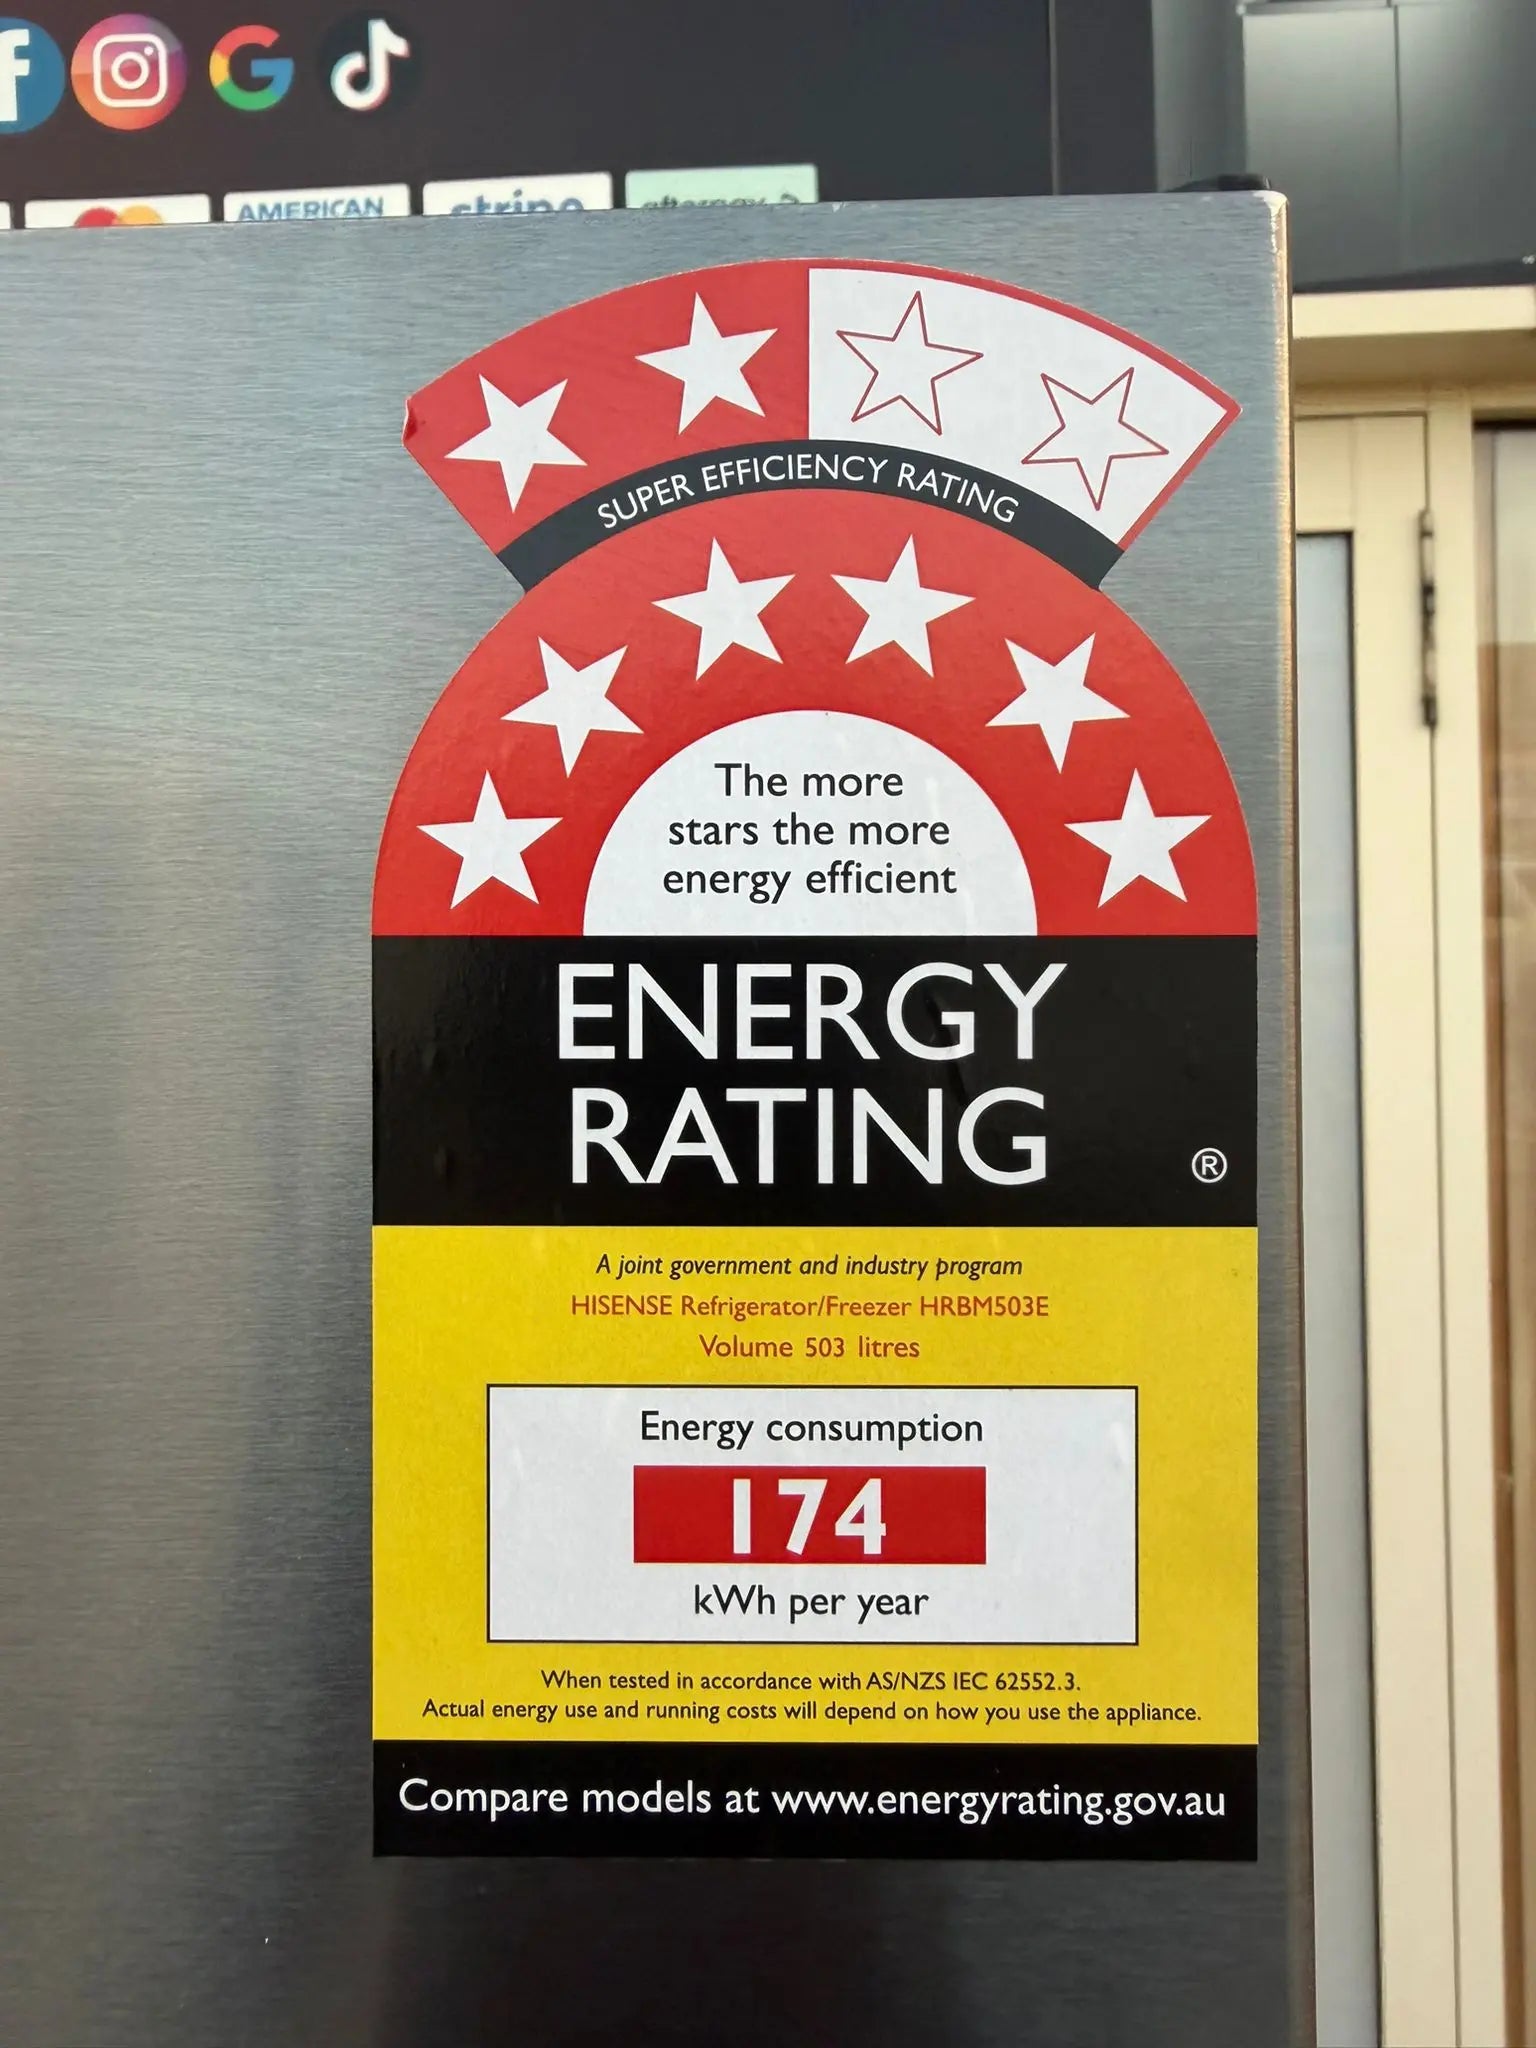 AMERICAN
stripe
afterpay
SUPER EFFICIENCY RATING
The more
stars the more
energy efficient
ENERGY
RATING
®
A joint government and industry program
HISENSE Refrigerator/Freezer HRBM503E
Volume 503 litres
Energy consumption
174
kWh per year
When tested in accordance with AS/NZS IEC 62552.3.
Actual energy use and running costs will depend on how you use the appliance.
Compare models at www.energyrating.gov.au